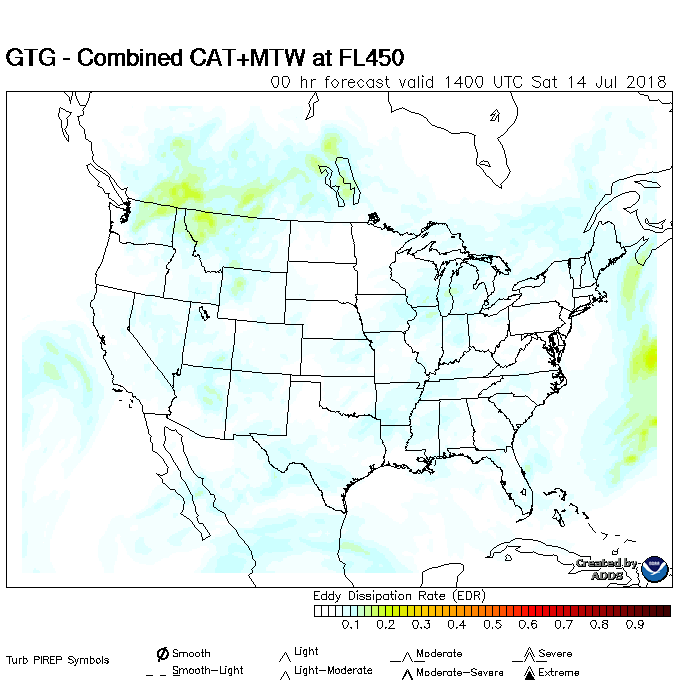 GTG - Combined CAT+MTW at FL450
00 hr forecast valid 1400 UTC Sat 14 Jul 2018
Created by
ADDS
Eddy Dissipation Rate (EDR)
0.1 0.2 0.3 0.4 0.5 0.6 0.7 0.8 0.9
Turb PIREP Symbols
Smooth Light Moderate Severe
Smooth-Light Light-Moderate Moderate-Severe Extreme